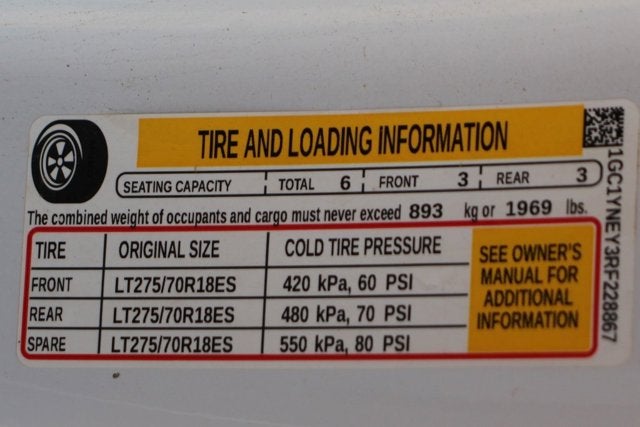 TIRE AND LOADING INFORMATION
SEATING CAPACITY TOTAL 6 FRONT 3 REAR 3
The combined weight of occupants and cargo must never exceed 893 kg or 1969 lbs.
TIRE ORIGINAL SIZE COLD TIRE PRESSURE
FRONT LT275/70R18ES 420 kPa, 60 PSI
REAR LT275/70R18ES 480 kPa, 70 PSI
SPARE LT275/70R18ES 550 kPa, 80 PSI
SEE OWNER'S
MANUAL FOR
ADDITIONAL
INFORMATION
1GC1YNEY3RF228867